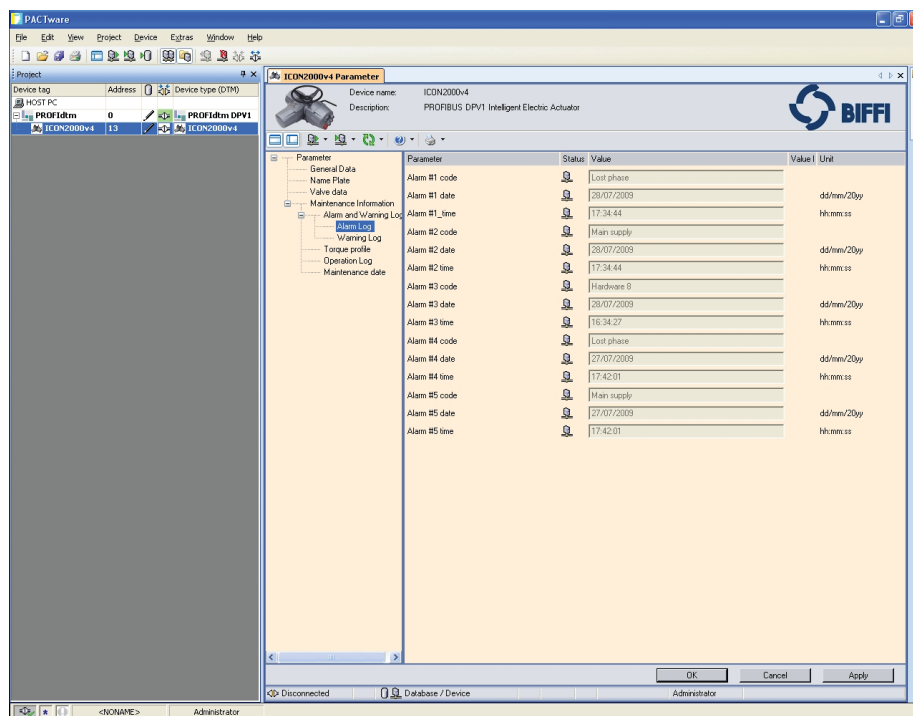 PACTware
File Edit View Project Device Extras Window Help
Project
Device tag Address Device type (DTM)
HOST PC
PROFIdtm 0 PROFIdtm DPV1
ICON2000v4 13 ICON2000v4
ICON2000v4 Parameter
Device name: ICON2000v4
Description: PROFIBUS DPV1 Intelligent Electric Actuator
BIFFI
Parameter
General Data
Name Plate
Valve data
Maintenance Information
Alarm and Warning Log
Alarm Log
Warning Log
Torque profile
Operation Log
Maintenance date
Parameter Status Value Value I Unit
Alarm #1 code Lost phase
Alarm #1 date 28/07/2009 dd/mm/20yy
Alarm #1_time 17:34:44 hh:mm:ss
Alarm #2 code Main supply
Alarm #2 date 28/07/2009 dd/mm/20yy
Alarm #2 time 17:34:44 hh:mm:ss
Alarm #3 code Hardware 8
Alarm #3 date 28/07/2009 dd/mm/20yy
Alarm #3 time 16:34:27 hh:mm:ss
Alarm #4 code Lost phase
Alarm #4 date 27/07/2009 dd/mm/20yy
Alarm #4 time 17:42:01 hh:mm:ss
Alarm #5 code Main supply
Alarm #5 date 27/07/2009 dd/mm/20yy
Alarm #5 time 17:42:01 hh:mm:ss
OK Cancel Apply
Disconnected Database / Device Administrator
<NONAME> Administrator